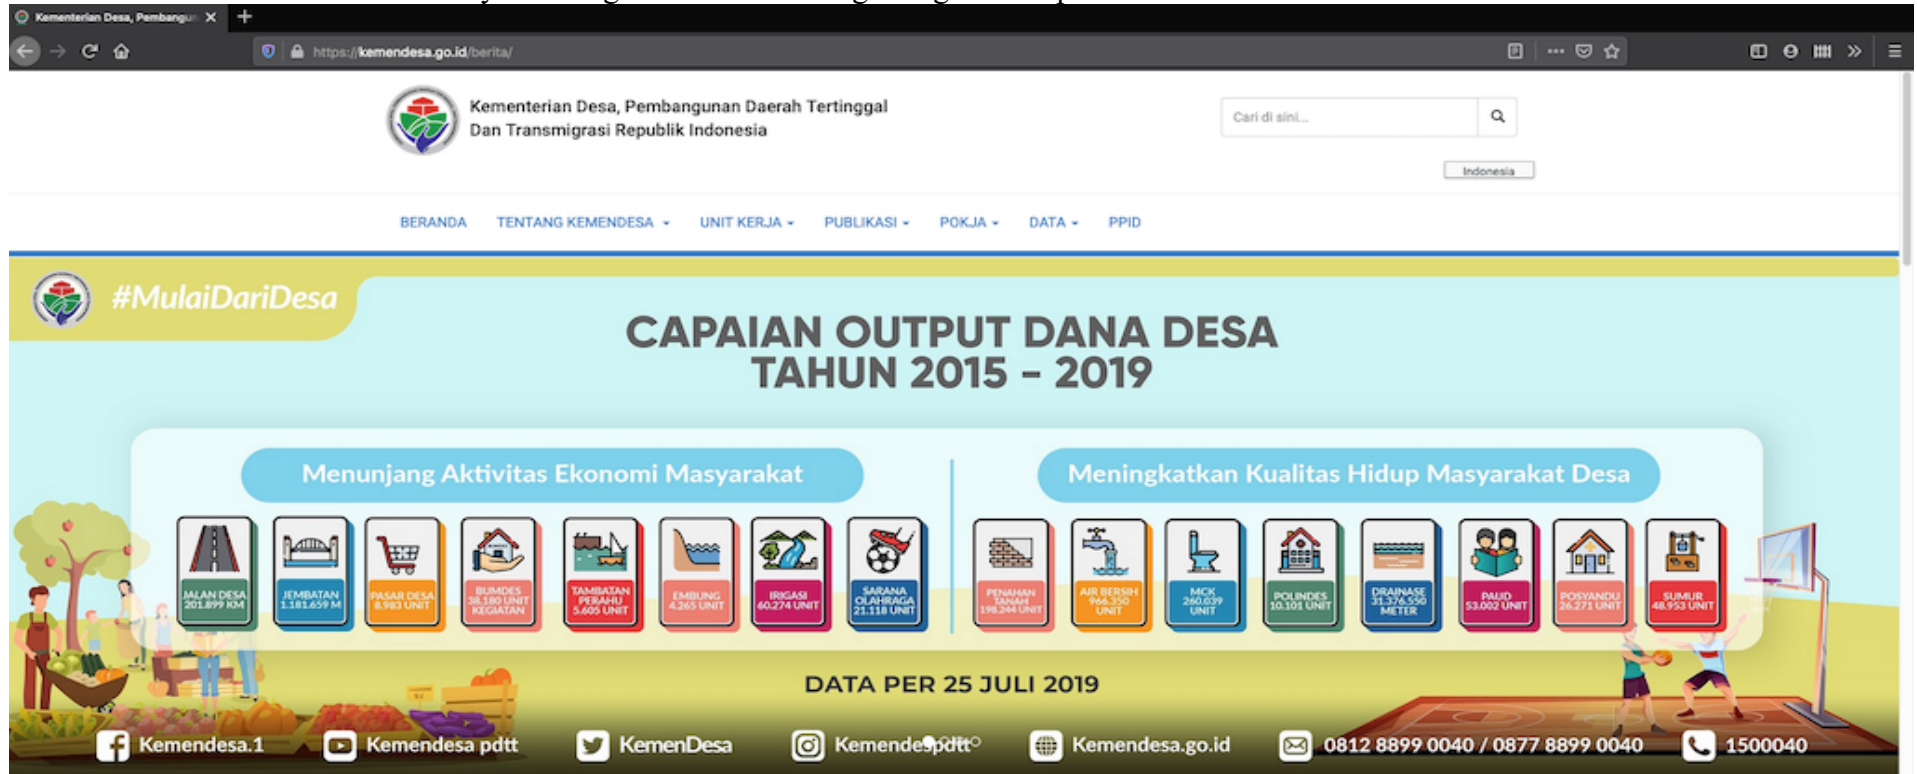 Kementerian Desa, Pembangun
https://kemendesa.go.id/berita/
Kementerian Desa, Pembangunan Daerah Tertinggal
Dan Transmigrasi Republik Indonesia
Cari di sini...
Indonesia
BERANDA TENTANG KEMENDESA UNIT KERJA PUBLIKASI POKJA DATA PPID
#MulaiDariDesa
CAPAIAN OUTPUT DANA DESA
TAHUN 2015 - 2019
Menunjang Aktivitas Ekonomi Masyarakat
JALAN DESA
201.899 KM
JEMBATAN
1.181.659 M
PASAR DESA
8.983 UNIT
BUMDES
38.180 UNIT
KEGIATAN
TAMBATAN
PERAHU
5.605 UNIT
EMBUNG
4.265 UNIT
IRIGASI
60.274 UNIT
SARANA
OLAHRAGA
21.118 UNIT
Meningkatkan Kualitas Hidup Masyarakat Desa
PENAHAN
TANAH
198.244 UNIT
AIR BERSIH
966.350
UNIT
MCK
260.039
UNIT
POLINDES
10.101 UNIT
DRAINASE
31.376.550
METER
PAUD
53.002 UNIT
POSYANDU
26.271 UNIT
SUMUR
48.953 UNIT
DATA PER 25 JULI 2019
Kemendesa.1 Kemendesa pdtt KemenDesa Kemendespdtt Kemendesa.go.id 0812 8899 0040 / 0877 8899 0040 1500040